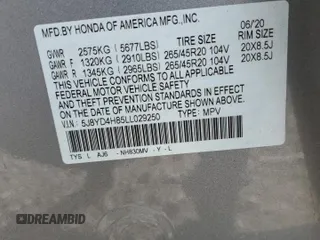 MFD BY HONDA OF AMERICA MFG., INC. 06/'20
GVWR 2575KG (5677LBS) TIRE SIZE RIM SIZE
GAWR F 1320KG (2910LBS) 265/45R20 104V 20X8.5J
GAWR R 1345KG (2965LBS) 265/45R20 104V 20X8.5J
THIS VEHICLE CONFORMS TO ALL APPLICABLE
FEDERAL MOTOR VEHICLE SAFETY AND
THEFT PREVENTION STANDARDS IN EFFECT ON
THE DATE OF MANUFACTURE SHOWN ABOVE.
V.I.N.: 5J8YD4H85LL029250 TYPE: MPV
TYS. L AJ6 - NH830MV - Y - L
© DREAMBID